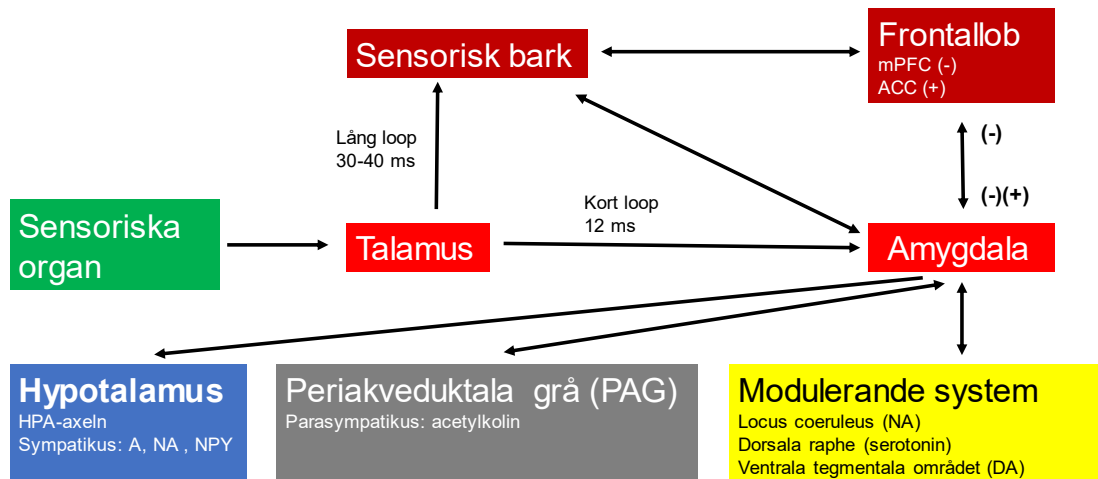 Frontallob
mPFC (-)
ACC (+)
Sensorisk bark
Lång loop
30-40 ms
(-)
(-)(+)
Kort loop
12 ms
Sensoriska
organ
Talamus
Amygdala
Hypotalamus
HPA-axeln
Sympatikus: A, NA , NPY
Periakveduktala grå (PAG)
Parasympatikus: acetylkolin
Modulerande system
Locus coeruleus (NA)
Dorsala raphe (serotonin)
Ventrala tegmentala området (DA)